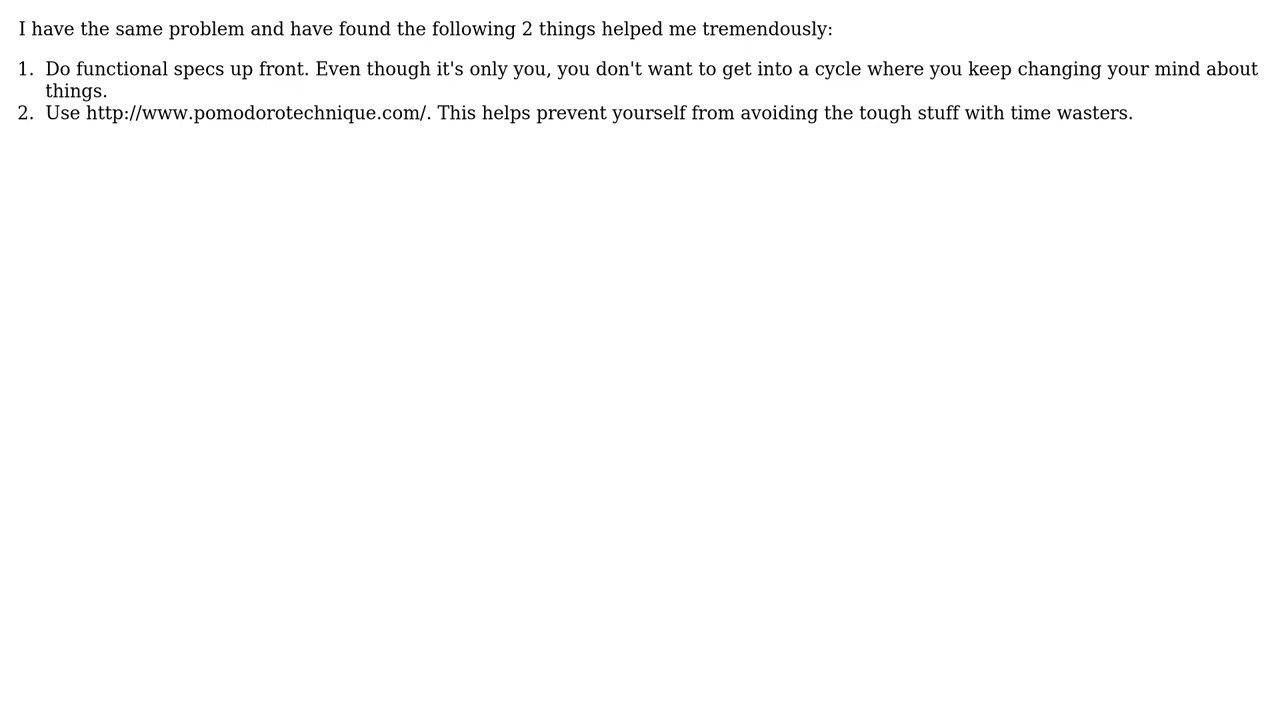 I have the same problem and have found the following 2 things helped me tremendously:
1. Do functional specs up front. Even though it's only you, you don't want to get into a cycle where you keep changing your mind about
things.
2. Use http://www.pomodorotechnique.com/. This helps prevent yourself from avoiding the tough stuff with time wasters.